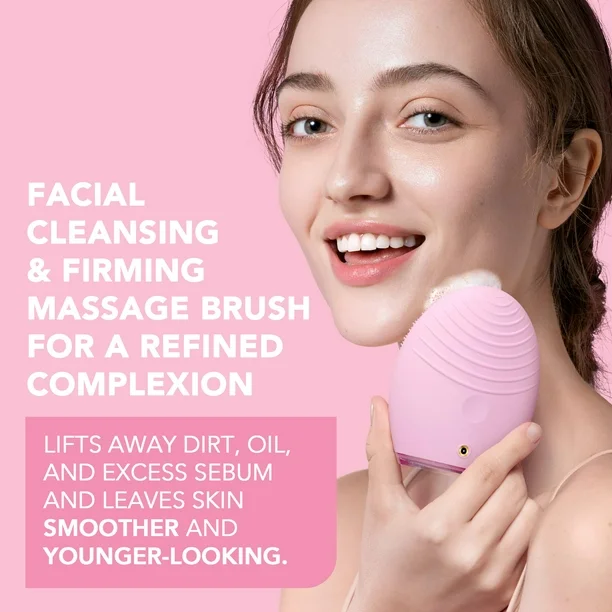 FACIAL
CLEANSING
& FIRMING
MASSAGE BRUSH
FOR A REFINED
COMPLEXION
LIFTS AWAY DIRT, OIL,
AND EXCESS SEBUM
AND LEAVES SKIN
SMOOTHER AND
YOUNGER-LOOKING.